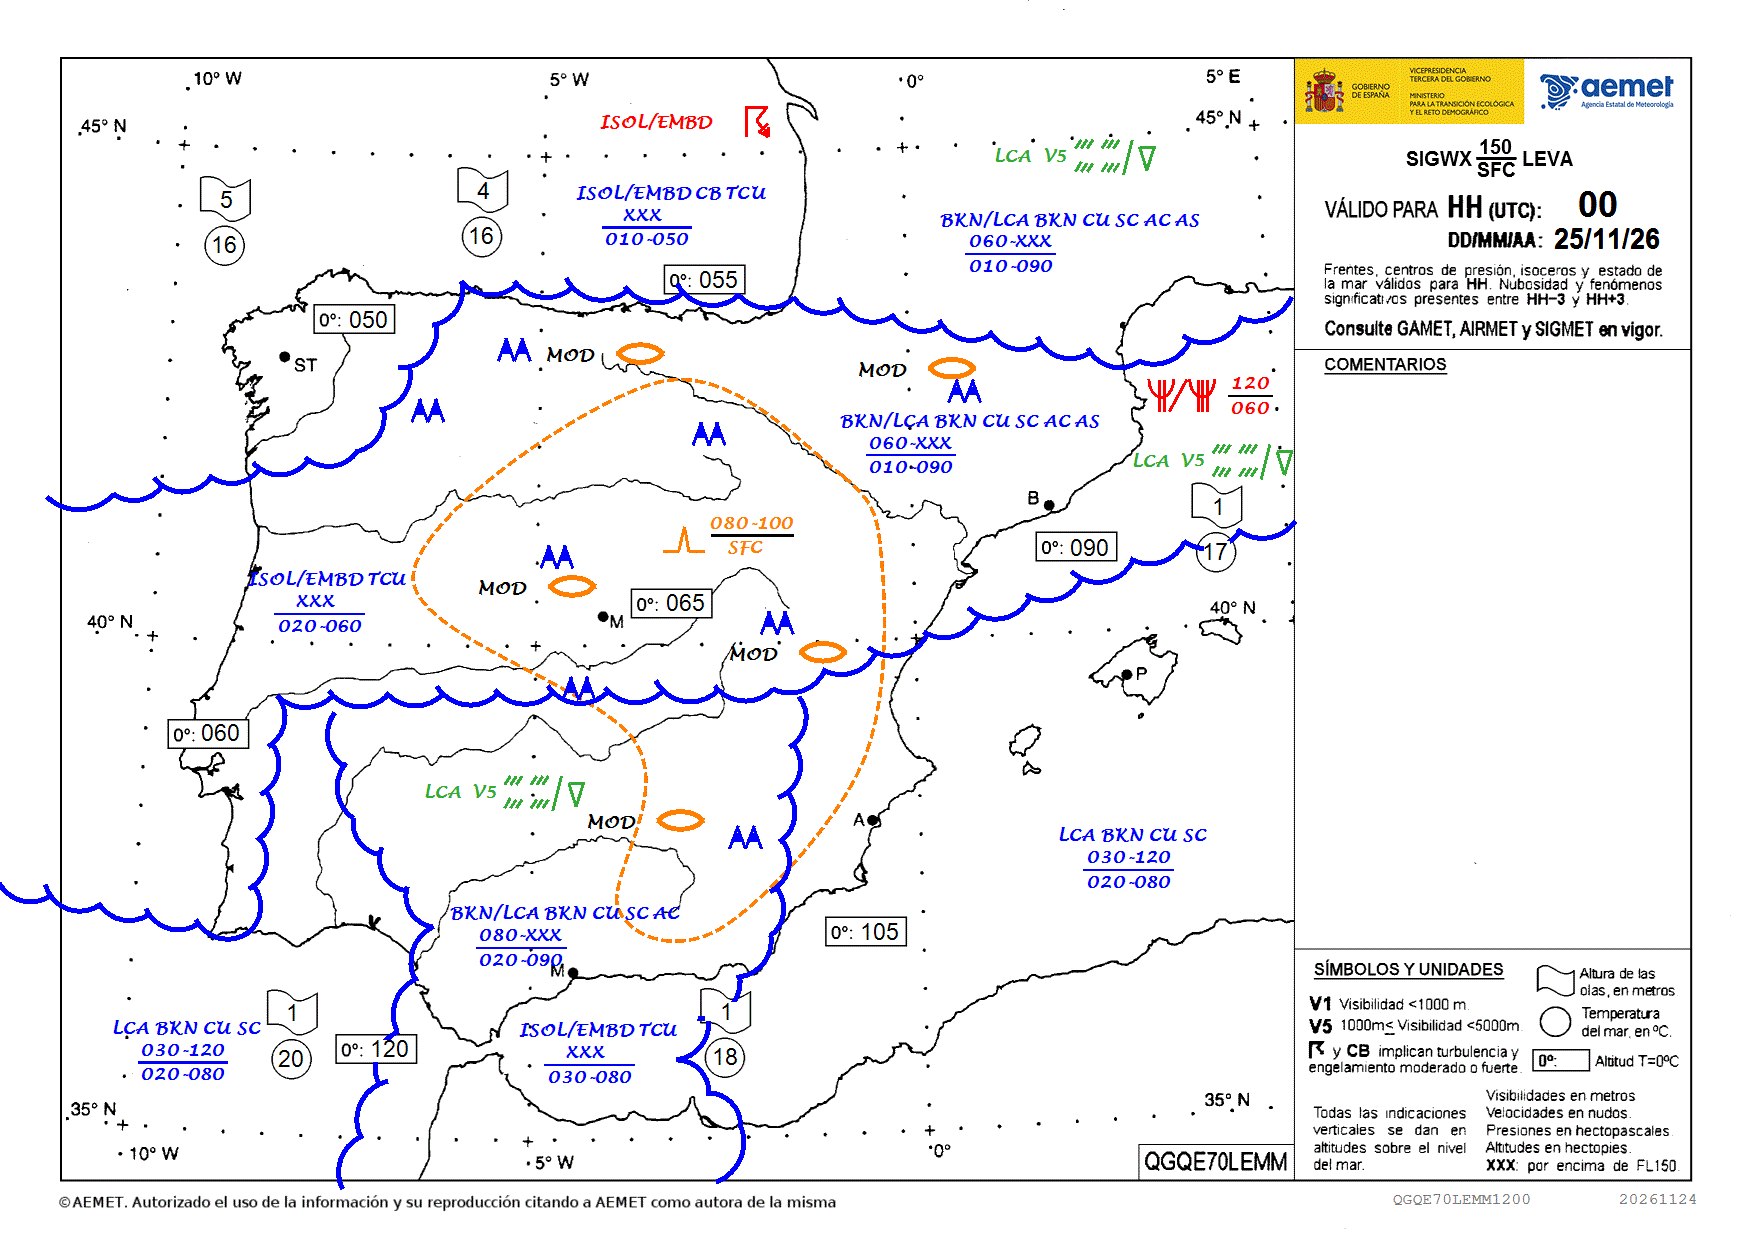 10° W
5° W
0°
5° E
45° N
45° N
ISOL/EMBD
LCA V5
5
16
4
16
ISOL/EMBD CB TCU
XXX
010-050
BKN/LCA BKN CU SC AC AS
060-XXX
010-090
0°: 055
0°: 050
ST
MOD
MOD
BKN/LCA BKN CU SC AC AS
060-XXX
010-090
120
060
LCA V5
1
17
B
0°: 090
080-100
SFC
ISOL/EMBD TCU
XXX
020-060
MOD
0°: 065
M
40° N
40° N
MOD
P
0°: 060
LCA V5
MOD
A
LCA BKN CU SC
030-120
020-080
BKN/LCA BKN CU SC AC
080-XXX
020-090
M
0°: 105
LCA BKN CU SC
030-120
020-080
1
20
0°: 120
ISOL/EMBD TCU
XXX
030-080
1
18
35° N
35° N
10° W
5° W
0°
QGQE70LEMM
GOBIERNO
DE ESPAÑA
VICEPRESIDENCIA
TERCERA DEL GOBIERNO
MINISTERIO
PARA LA TRANSICIÓN ECOLÓGICA
Y EL RETO DEMOGRÁFICO
aemet
Agencia Estatal de Meteorología
SIGWX 150/SFC LEVA
VÁLIDO PARA HH (UTC): 00
DD/MM/AA: 25/11/26
Frentes, centros de presión, isoceros y estado de
la mar válidos para HH. Nubosidad y fenómenos
significativos presentes entre HH-3 y HH+3.
Consulte GAMET, AIRMET y SIGMET en vigor.
COMENTARIOS
SÍMBOLOS Y UNIDADES
V1 Visibilidad <1000 m.
V5 1000m≤ Visibilidad <5000m.
y CB implican turbulencia y
engelamiento moderado o fuerte.
Altura de las
olas, en metros
Temperatura
del mar, en ºC.
0º: Altitud T=0ºC
Todas las indicaciones
verticales se dan en
altitudes sobre el nivel
del mar.
Visibilidades en metros
Velocidades en nudos.
Presiones en hectopascales.
Altitudes en hectopies.
XXX: por encima de FL150.
©AEMET. Autorizado el uso de la información y su reproducción citando a AEMET como autora de la misma
QGQE70LEMM1200 20261124